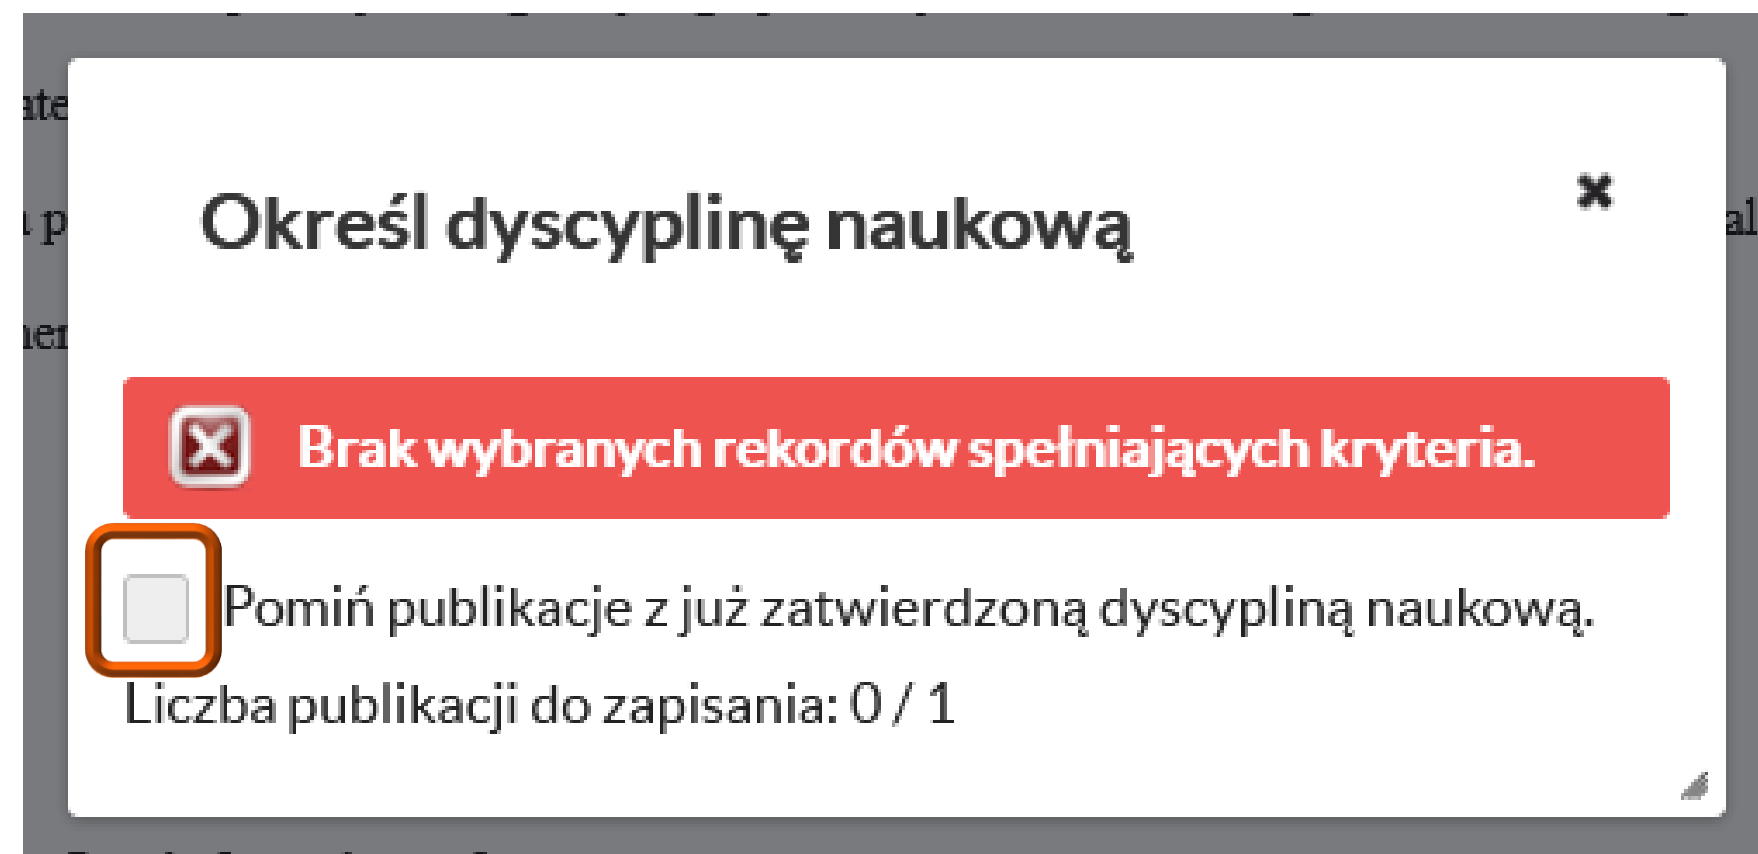 Określ dyscyplinę naukową
Brak wybranych rekordów spełniających kryteria.
Pomiń publikacje z już zatwierdzoną dyscypliną naukową.
Liczba publikacji do zapisania: 0 / 1